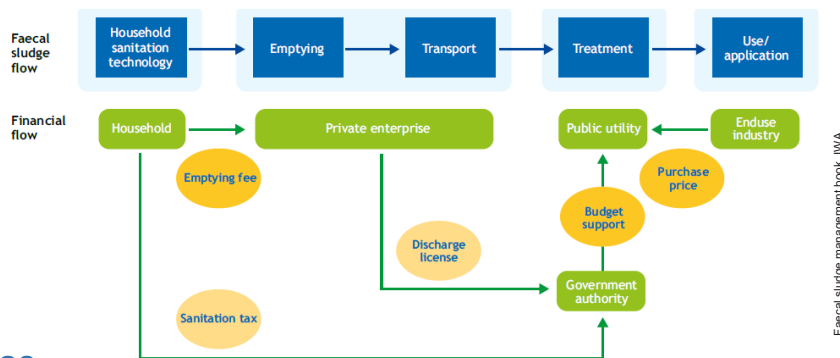 Faecal
sludge
flow
Household
sanitation
technology
Emptying
Transport
Treatment
Use/
application
Financial
flow
Household
Private enterprise
Public utility
Enduse
industry
Emptying fee
Purchase
price
Budget
support
Discharge
license
Government
authority
Sanitation tax
Faecal sludge management book, IWA